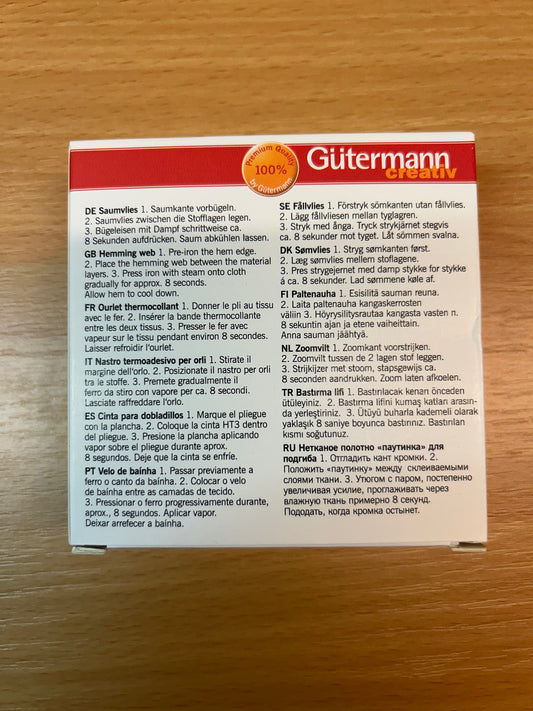 Premium Quality
100%
by Gütermann
Gütermann
creativ
DE Saumvlies 1. Saumkante vorbügeln.
2. Saumvlies zwischen die Stofflagen legen.
3. Bügeleisen mit Dampf schrittweise ca.
8 Sekunden aufdrücken. Saum abkühlen lassen.
GB Hemming web 1. Pre-iron the hem edge.
2. Place the hemming web between the material
layers. 3. Press iron with steam onto cloth
gradually for approx. 8 seconds.
Allow hem to cool down.
FR Ourlet thermocollant 1. Donner le pli au tissu
avec le fer. 2. Insérer la bande thermocollante
entre les deux tissus. 3. Presser le fer avec
vapeur sur le tissu pendant environ 8 secondes.
Laisser refroidir l'ourlet.
IT Nastro termoadesivo per orli 1. Stirate il
margine dell'orlo. 2. Posizionate il nastro per orli
tra le stoffe. 3. Premete gradualmente il
ferro da stiro con vapore per ca. 8 secondi.
Lasciate raffreddare l'orlo.
ES Cinta para dobladillos 1. Marque el pliegue
con la plancha. 2. Coloque la cinta HT3 dentro
del pliegue. 3. Presione la plancha aplicando
vapor sobre el pliegue durante aprox.
8 segundos. Deje que la cinta se enfríe.
PT Velo de baínha 1. Passar previamente a
ferro o canto da baínha. 2. Colocar o velo
de baínha entre as camadas de tecido.
3. Pressionar o ferro progressivamente durante,
aprox., 8 segundos. Aplicar vapor.
Deixar arrefecer a baínha.
SE Fållvlies 1. Förstryk sömkanten utan fållvlies.
2. Lägg fållvliesen mellan tyglagren.
3. Stryk med ånga. Tryck strykjärnet stegvis
ca. 8 sekunder mot tyget. Låt sömmen svalna.
DK Sømvlies 1. Stryg sømkanten først.
2. Læg sømvlies mellem stoflagene.
3. Pres strygejernet med damp stykke for stykke
á ca. 8 sekunder. Lad sømmene køle af.
FI Paltenauha 1. Esisilitä sauman reuna.
2. Laita paltenauha kangaskerrosten
väliin 3. Höyrysilitysrautaa kangasta vasten n.
8 sekuntin ajan ja etene vaiheittain.
Anna sauman jäähtyä.
NL Zoomvilt 1. Zoomkant voorstrijken.
2. Zoomvilt tussen de 2 lagen stof leggen.
3. Strijkijzer met stoom, stapsgewijs ca.
8 seconden aandrukken. Zoom laten afkoelen.
TR Bastırma lifi 1. Bastırılacak kenarı önceden
ütüleyiniz. 2. Bastırma lifini kumaş katları arasın-
da yerleştiriniz. 3. Ütüyü buharla kademeli olarak
yaklaşık 8 saniye boyunca bastırınız. Bastırılan
kısmı soğutunuz.
RU Нетканое полотно «паутинка» для
подгиба 1. Отгладить кант кромки. 2.
Положить «паутинку» между склеиваемыми
слоями ткани. 3. Утюгом с паром, постепенно
увеличивая усилие, проглаживать через
влажную ткань примерно 8 секунд.
Пододать, когда кромка остынет.